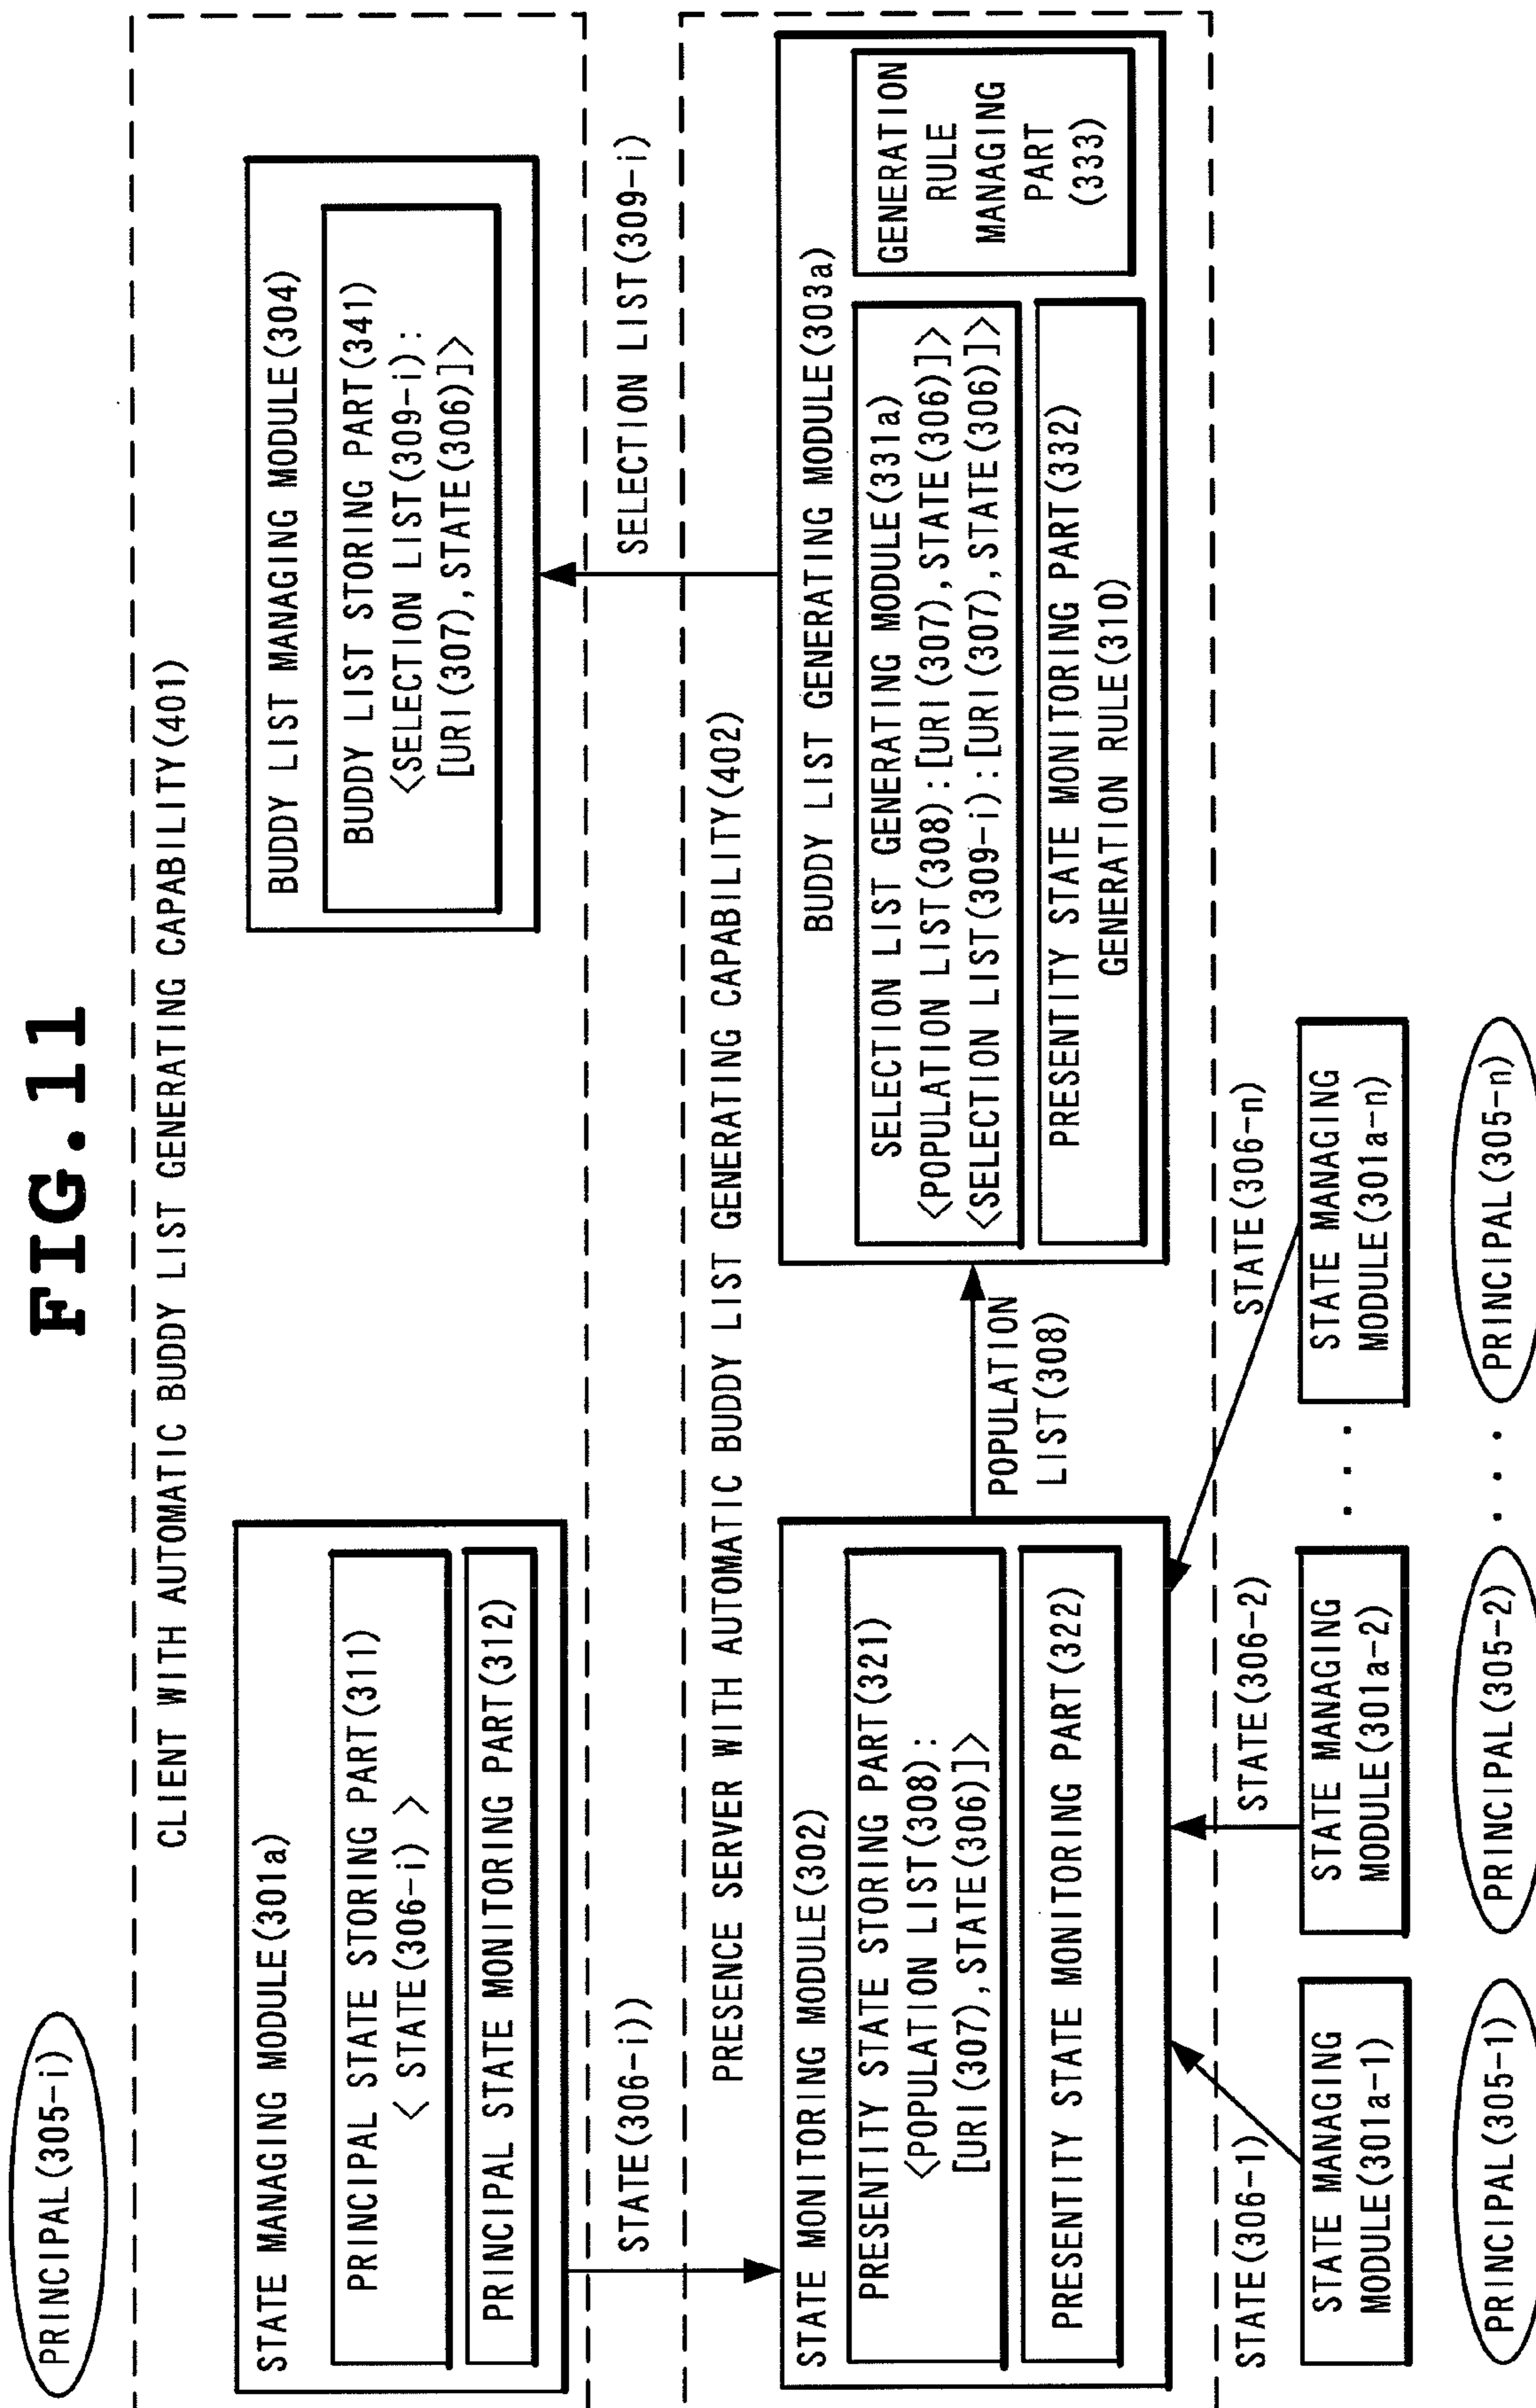 FIG.11
PRINCIPAL(305-i)
CLIENT WITH AUTOMATIC BUDDY LIST GENERATING CAPABILITY(401)
STATE MANAGING MODULE(301a)
PRINCIPAL STATE STORING PART(311)
< STATE(306-i) >
PRINCIPAL STATE MONITORING PART(312)
BUDDY LIST MANAGING MODULE(304)
BUDDY LIST STORING PART(341)
<SELECTION LIST(309-i):
[URI(307),STATE(306)]>
STATE(306-i))
SELECTION LIST(309-i)
PRESENCE SERVER WITH AUTOMATIC BUDDY LIST GENERATING CAPABILITY(402)
STATE MONITORING MODULE(302)
PRESENTITY STATE STORING PART(321)
<POPULATION LIST(308):
[URI(307),STATE(306)]>
PRESENTITY STATE MONITORING PART(322)
POPULATION
LIST(308)
BUDDY LIST GENERATING MODULE(303a)
SELECTION LIST GENERATING MODULE(331a)
<POPULATION LIST(308):[URI(307),STATE(306)]>
<SELECTION LIST(309-i):[URI(307),STATE(306)]>
PRESENTITY STATE MONITORING PART(332)
GENERATION RULE(310)
GENERATION
RULE
MANAGING
PART
(333)
STATE(306-1)
STATE(306-2)
STATE(306-n)
STATE MANAGING
MODULE(301a-1)
STATE MANAGING
MODULE(301a-2)
. . .
STATE MANAGING
MODULE(301a-n)
PRINCIPAL(305-1)
PRINCIPAL(305-2)
. . .
PRINCIPAL(305-n)